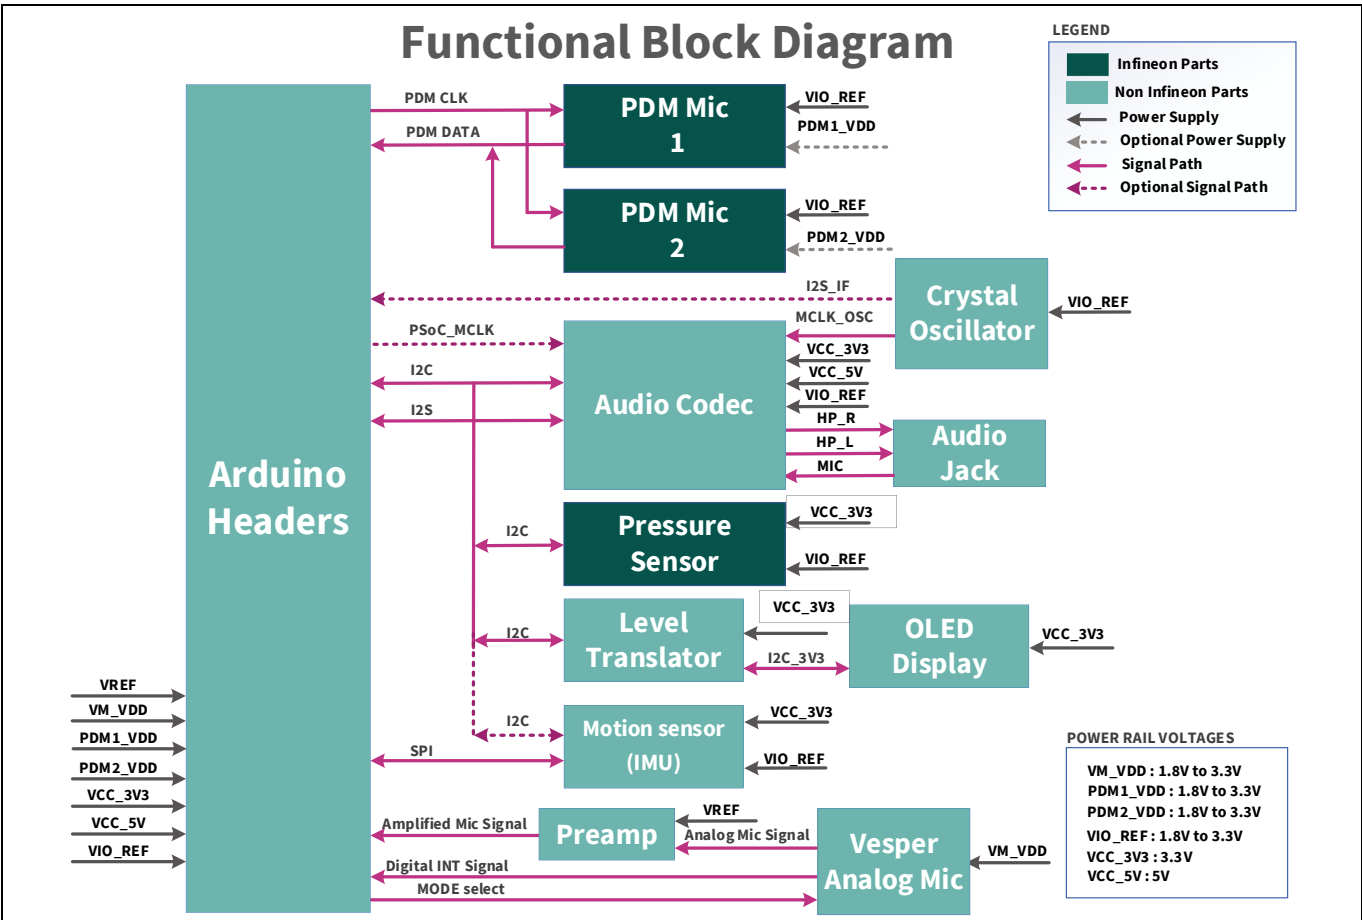 Functional Block Diagram
LEGEND
Infineon Parts
Non Infineon Parts
Power Supply
Optional Power Supply
Signal Path
Optional Signal Path
PDM CLK
PDM DATA
PDM Mic
1
VIO_REF
PDM1_VDD
PDM Mic
2
VIO_REF
PDM2_VDD
I2S_IF
Crystal
Oscillator
VIO_REF
MCLK_OSC
PSoC_MCLK
I2C
I2S
Audio Codec
VCC_3V3
VCC_5V
VIO_REF
HP_R
HP_L
MIC
Audio
Jack
Arduino
Headers
I2C
Pressure
Sensor
VCC_3V3
VIO_REF
I2C
Level
Translator
VCC_3V3
I2C_3V3
OLED
Display
VCC_3V3
I2C
SPI
Motion sensor
(IMU)
VCC_3V3
VIO_REF
VREF
VM_VDD
PDM1_VDD
PDM2_VDD
VCC_3V3
VCC_5V
VIO_REF
Amplified Mic Signal
Preamp
VREF
Analog Mic Signal
Digital INT Signal
MODE select
Vesper
Analog Mic
VM_VDD
POWER RAIL VOLTAGES
VM_VDD : 1.8V to 3.3V
PDM1_VDD : 1.8V to 3.3V
PDM2_VDD : 1.8V to 3.3V
VIO_REF : 1.8V to 3.3V
VCC_3V3 : 3.3V
VCC_5V : 5V